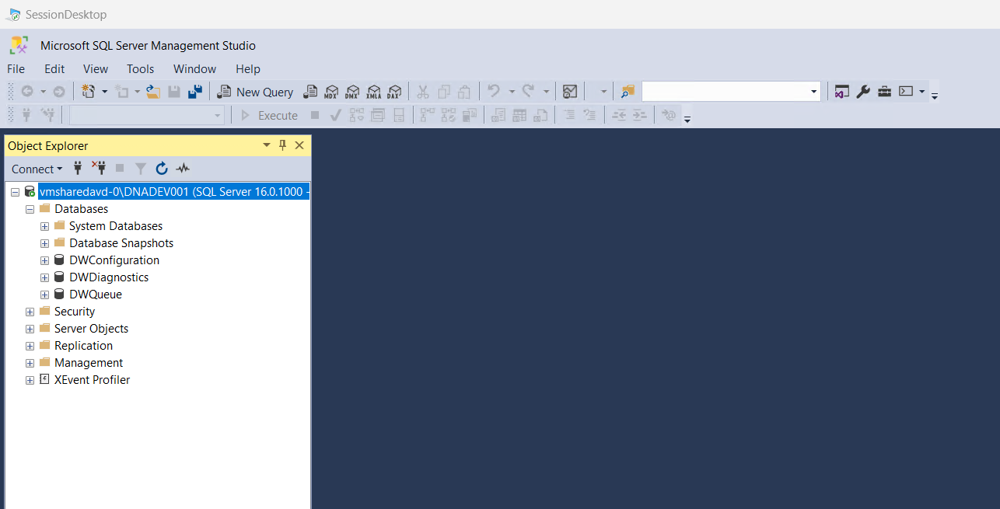 SessionDesktop
Microsoft SQL Server Management Studio
File Edit View Tools Window Help
New Query MDX DMX XMLA DAX
Execute
Object Explorer
Connect
vmsharedavd-0\DNADEV001 (SQL Server 16.0.1000 -
Databases
System Databases
Database Snapshots
DWConfiguration
DWDiagnostics
DWQueue
Security
Server Objects
Replication
Management
XEvent Profiler